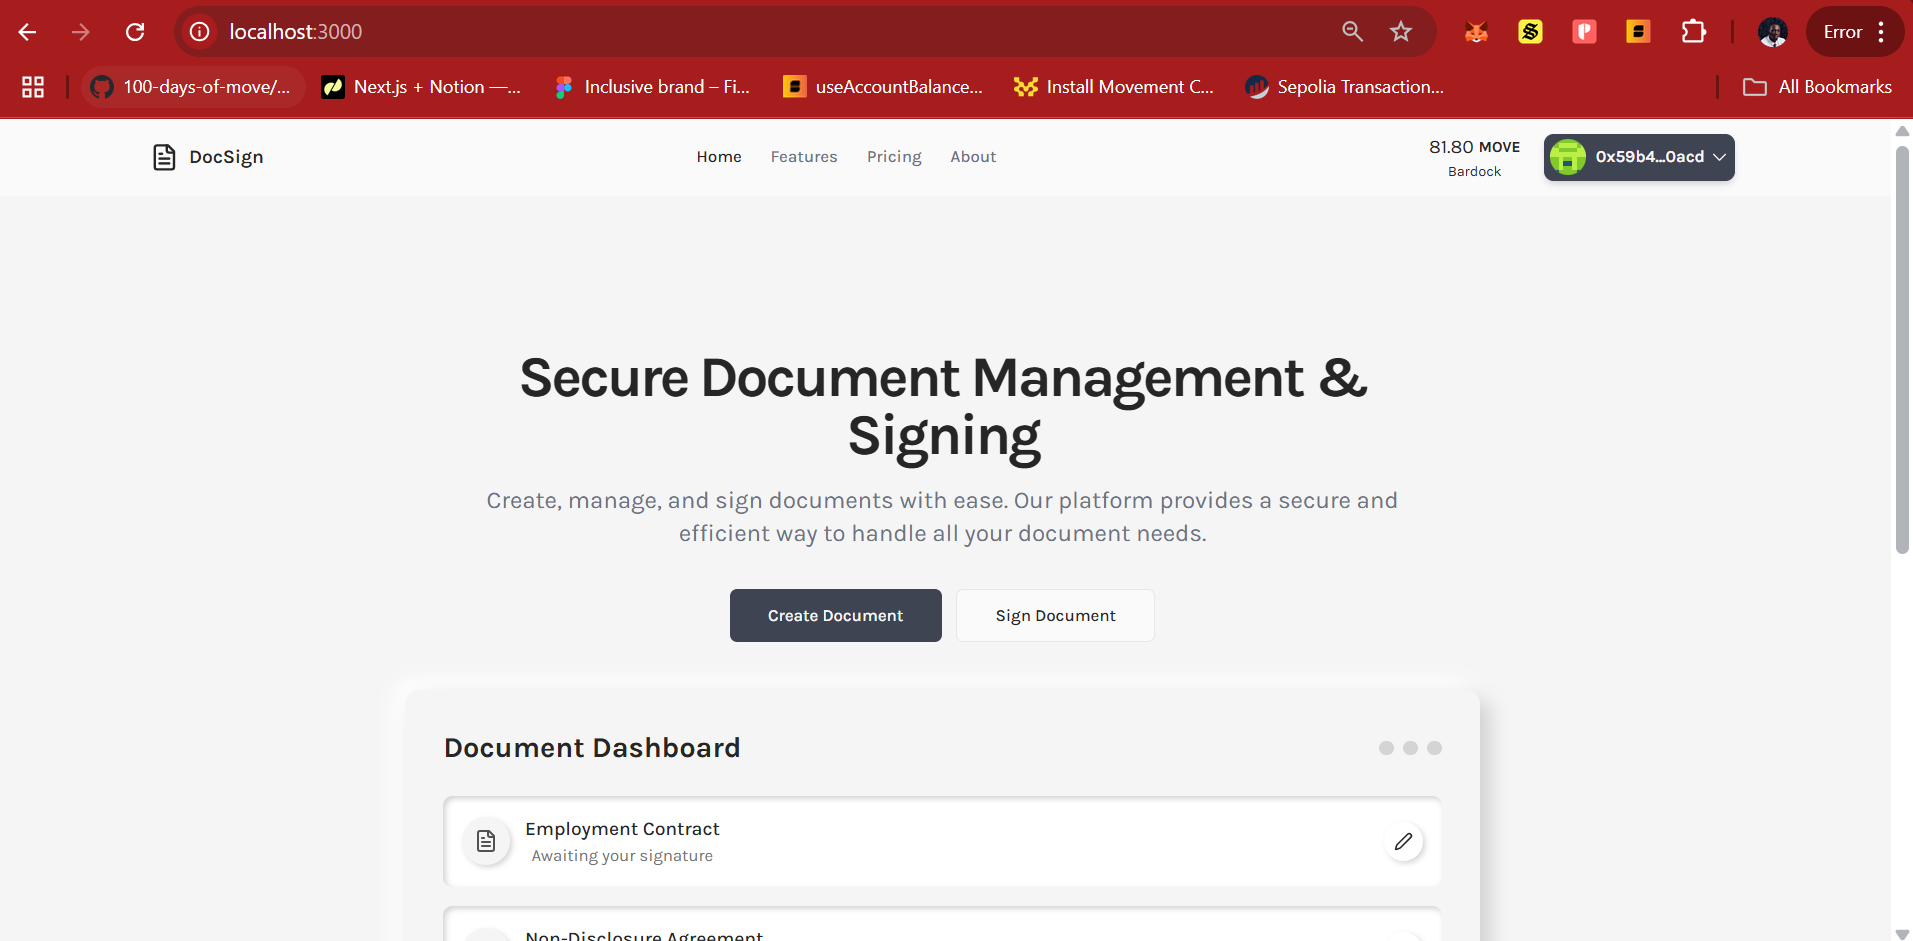 localhost:3000
Error
100-days-of-move/...
Next.js + Notion —...
Inclusive brand – Fi...
useAccountBalance...
Install Movement C...
Sepolia Transaction...
All Bookmarks
DocSign
Home
Features
Pricing
About
81.80 MOVE
Bardock
0x59b4...0acd
Secure Document Management &
Signing
Create, manage, and sign documents with ease. Our platform provides a secure and
efficient way to handle all your document needs.
Create Document
Sign Document
Document Dashboard
Employment Contract
Awaiting your signature
Non-Disclosure Agreement